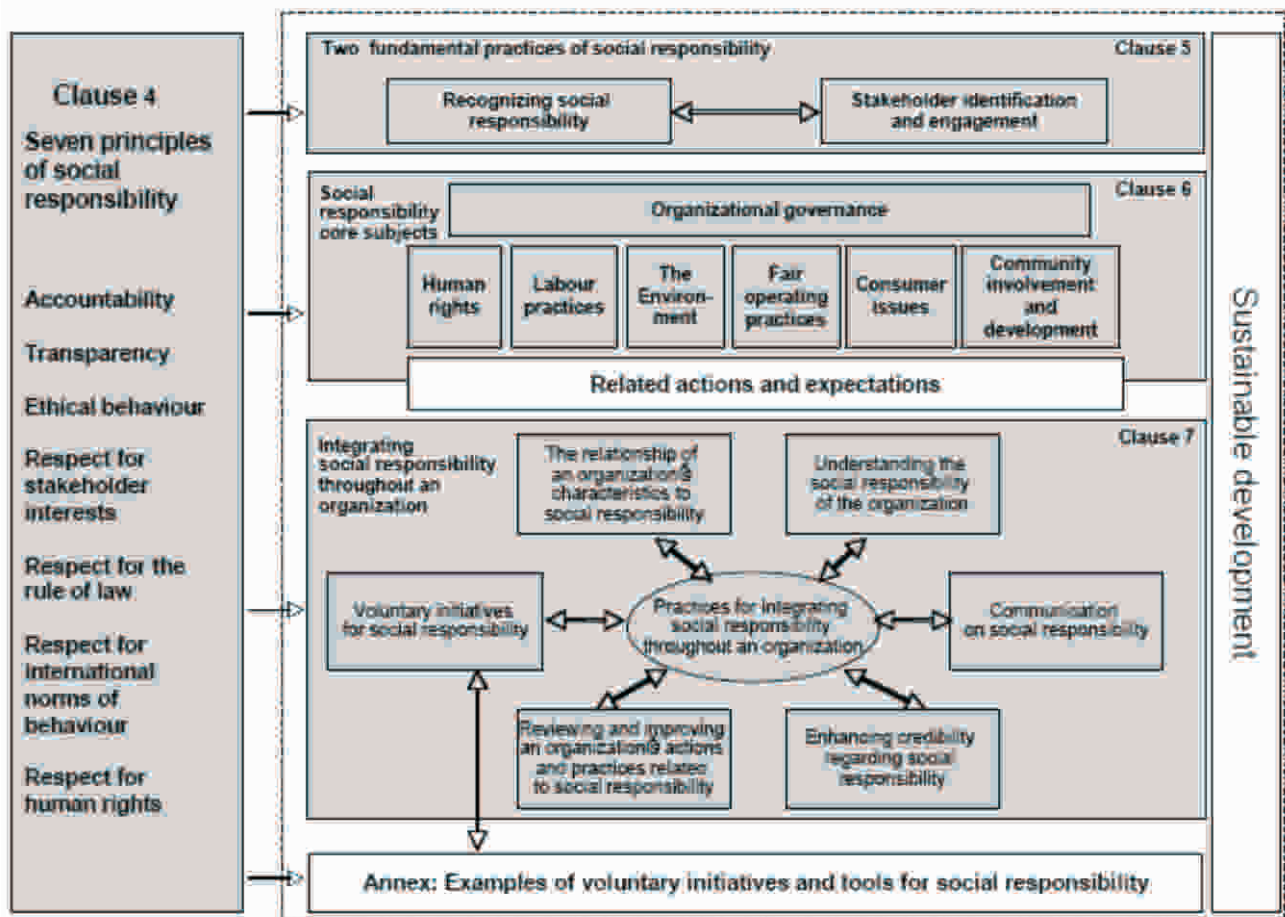 Clause 4
Seven principles
of social
responsibility
Accountability
Transparency
Ethical behaviour
Respect for
stakeholder
interests
Respect for the
rule of law
Respect for
international
norms of
behaviour
Respect for
human rights
Two fundamental practices of social responsibility
Clause 5
Recognizing social
responsibility
Stakeholder identification
and engagement
Social
responsibility
core subjects
Clause 6
Organizational governance
Human
rights
Labour
practices
The
Environ-
ment
Fair
operating
practices
Consumer
issues
Community
involvement
and
development
Related actions and expectations
Integrating
social responsibility
throughout an
organization
Clause 7
The relationship of
an organizationȘs
characteristics to
social responsibility
Understanding the
social responsibility
of the organization
Voluntary initiatives
for social responsibility
Practices for integrating
social responsibility
throughout an organization
Communication
on social responsibility
Reviewing and improving
an organizationȘs actions
and practices related
to social responsibility
Enhancing credibility
regarding social
responsibility
Annex: Examples of voluntary initiatives and tools for social responsibility
Sustainable development